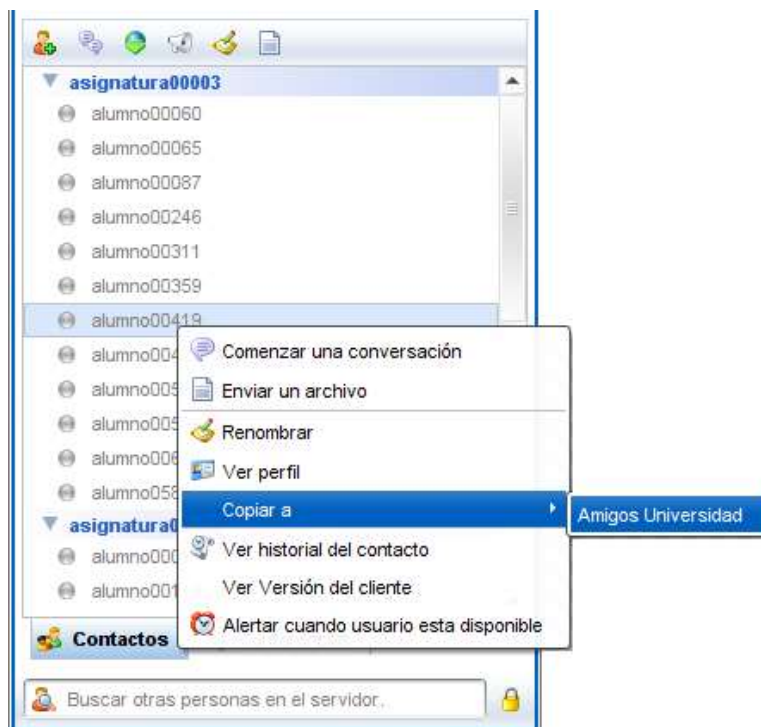 asignatura00003
alumno00060
alumno00065
alumno00087
alumno00246
alumno00311
alumno00359
alumno00419
Comenzar una conversación
Enviar un archivo
Renombrar
Ver perfil
Copiar a
Amigos Universidad
Ver historial del contacto
Ver Versión del cliente
Alertar cuando usuario esta disponible
Contactos
Buscar otras personas en el servidor.